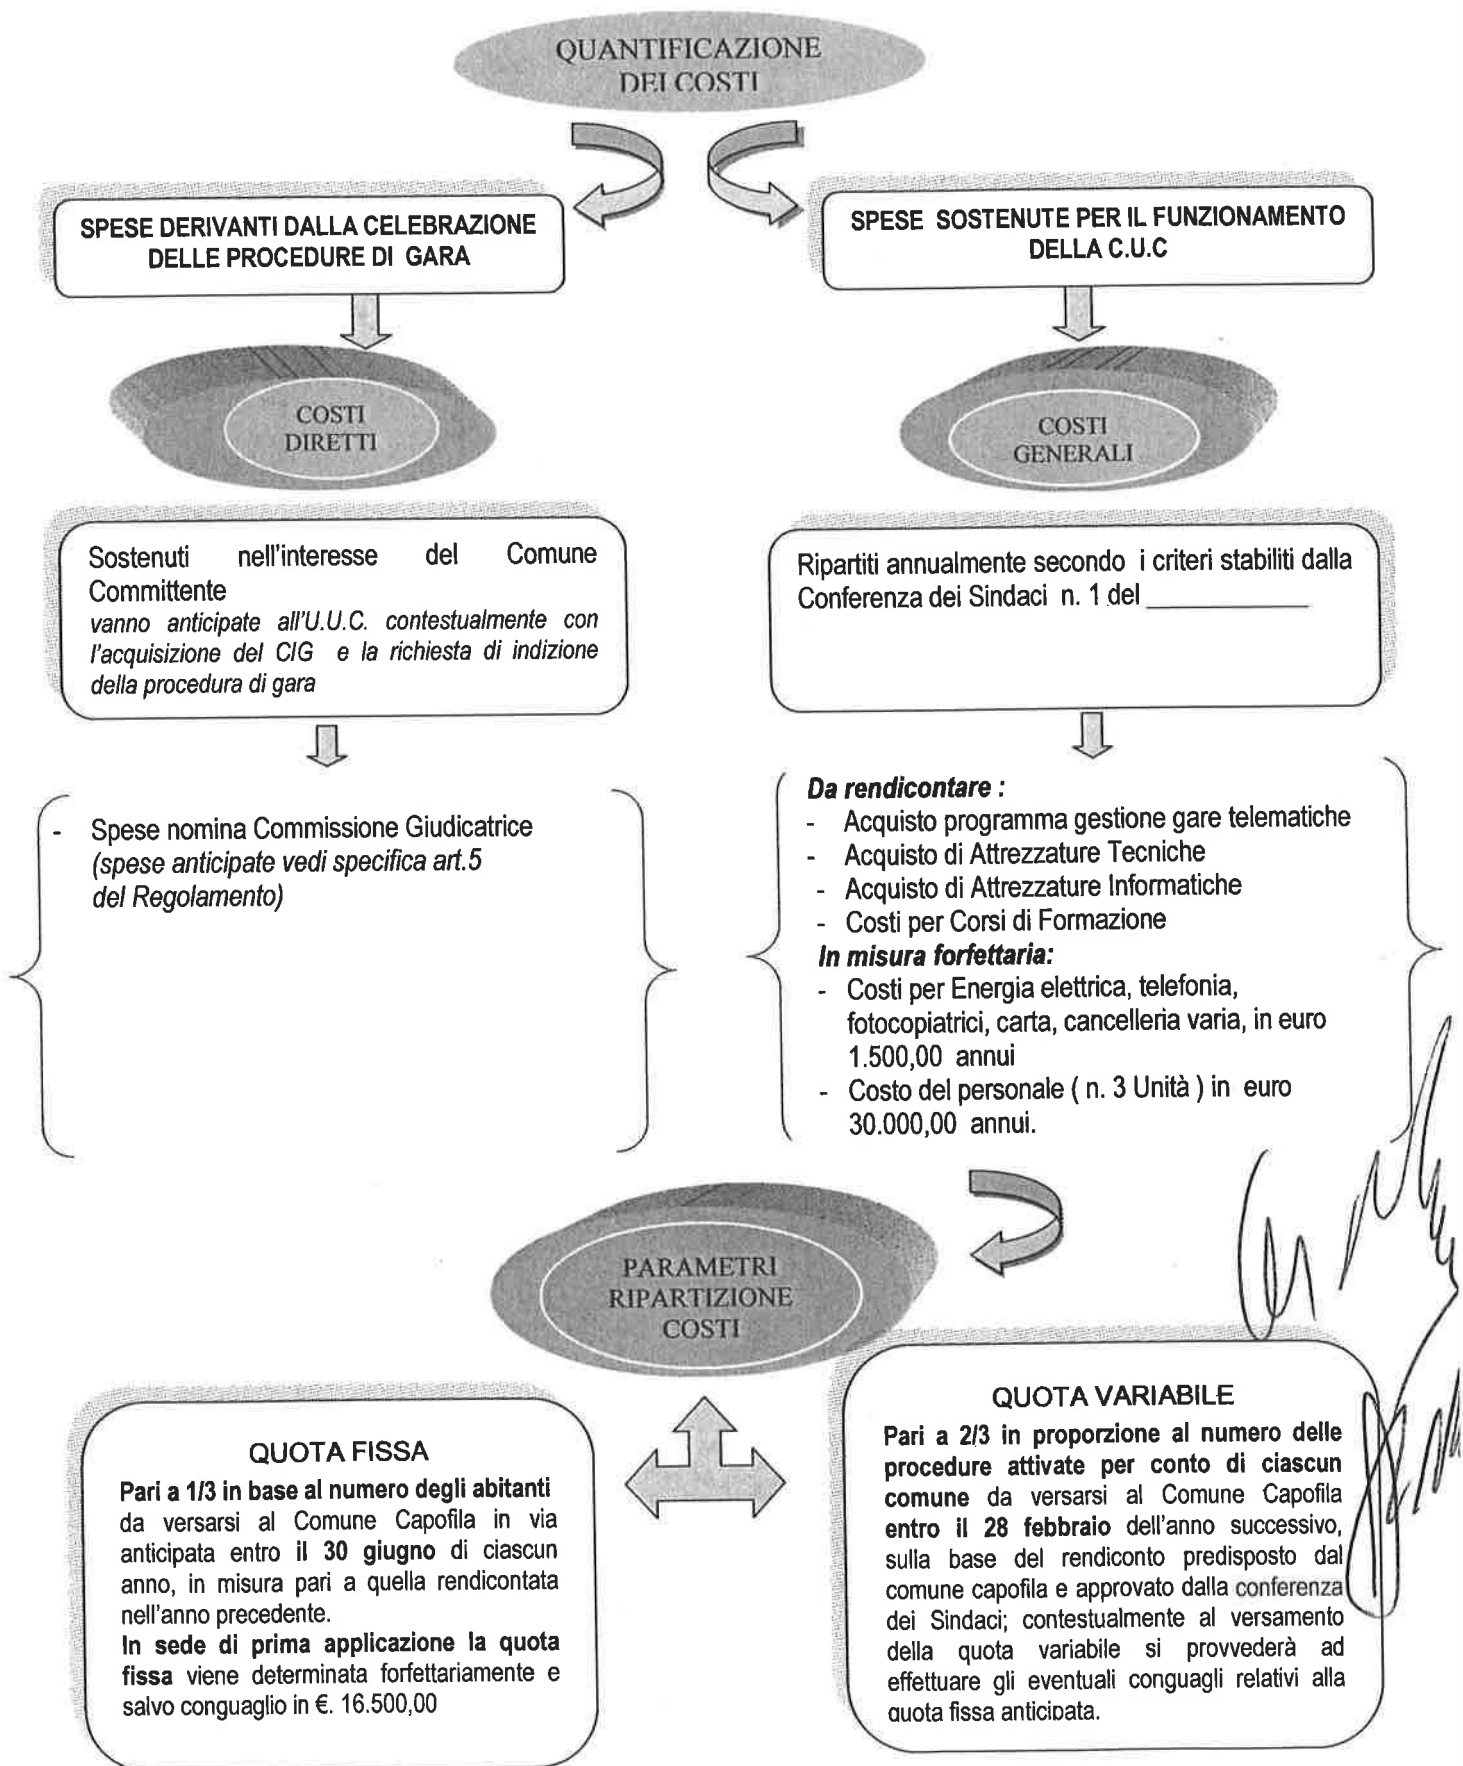 QUANTIFICAZIONE
DEI COSTI
SPESE DERIVANTI DALLA CELEBRAZIONE
DELLE PROCEDURE DI GARA
SPESE SOSTENUTE PER IL FUNZIONAMENTO
DELLA C.U.C
COSTI
DIRETTI
COSTI
GENERALI
Sostenuti nell'interesse del Comune
Committente
vanno anticipate all'U.U.C. contestualmente con
l'acquisizione del CIG e la richiesta di indizione
della procedura di gara
Ripartiti annualmente secondo i criteri stabiliti dalla
Conferenza dei Sindaci n. 1 del ____________
- Spese nomina Commissione Giudicatrice
(spese anticipate vedi specifica art.5
del Regolamento)
Da rendicontare :
- Acquisto programma gestione gare telematiche
- Acquisto di Attrezzature Tecniche
- Acquisto di Attrezzature Informatiche
- Costi per Corsi di Formazione
In misura forfettaria:
- Costi per Energia elettrica, telefonia,
fotocopiatrici, carta, cancelleria varia, in euro
1.500,00 annui
- Costo del personale ( n. 3 Unità ) in euro
30.000,00 annui.
PARAMETRI
RIPARTIZIONE
COSTI
QUOTA FISSA
Pari a 1/3 in base al numero degli abitanti
da versarsi al Comune Capofila in via
anticipata entro il 30 giugno di ciascun
anno, in misura pari a quella rendicontata
nell'anno precedente.
In sede di prima applicazione la quota
fissa viene determinata forfettariamente e
salvo conguaglio in €. 16.500,00
QUOTA VARIABILE
Pari a 2/3 in proporzione al numero delle
procedure attivate per conto di ciascun
comune da versarsi al Comune Capofila
entro il 28 febbraio dell'anno successivo,
sulla base del rendiconto predisposto dal
comune capofila e approvato dalla conferenza
dei Sindaci; contestualmente al versamento
della quota variabile si provvederà ad
effettuare gli eventuali conguagli relativi alla
quota fissa anticipata.